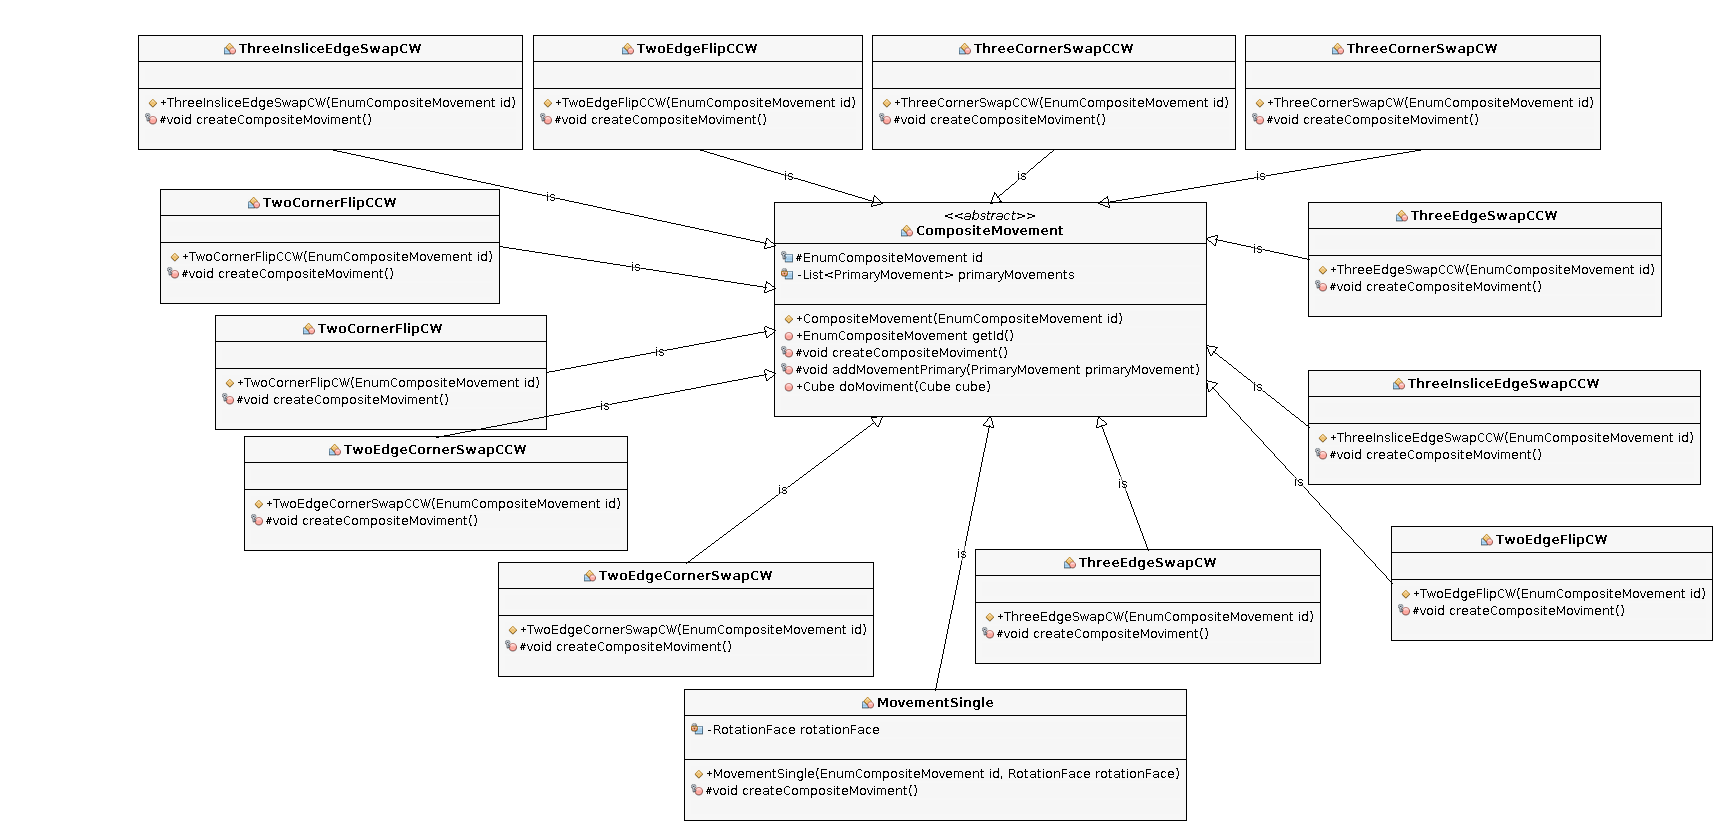 ThreeInsliceEdgeSwapCW
+ThreeInsliceEdgeSwapCW(EnumCompositeMovement id)
#void createCompositeMoviment()
TwoEdgeFlipCCW
+TwoEdgeFlipCCW(EnumCompositeMovement id)
#void createCompositeMoviment()
ThreeCornerSwapCCW
+ThreeCornerSwapCCW(EnumCompositeMovement id)
#void createCompositeMoviment()
ThreeCornerSwapCW
+ThreeCornerSwapCW(EnumCompositeMovement id)
#void createCompositeMoviment()
is
is
is
is
TwoCornerFlipCCW
+TwoCornerFlipCCW(EnumCompositeMovement id)
#void createCompositeMoviment()
is
<<abstract>>
CompositeMovement
#EnumCompositeMovement id
-List<PrimaryMovement> primaryMovements
+CompositeMovement(EnumCompositeMovement id)
+EnumCompositeMovement getId()
#void createCompositeMoviment()
#void addMovementPrimary(PrimaryMovement primaryMovement)
+Cube doMoviment(Cube cube)
is
ThreeEdgeSwapCCW
+ThreeEdgeSwapCCW(EnumCompositeMovement id)
#void createCompositeMoviment()
TwoCornerFlipCW
+TwoCornerFlipCW(EnumCompositeMovement id)
#void createCompositeMoviment()
is
is
is
ThreeInsliceEdgeSwapCCW
+ThreeInsliceEdgeSwapCCW(EnumCompositeMovement id)
#void createCompositeMoviment()
TwoEdgeCornerSwapCCW
+TwoEdgeCornerSwapCCW(EnumCompositeMovement id)
#void createCompositeMoviment()
is
is
is
TwoEdgeFlipCW
+TwoEdgeFlipCW(EnumCompositeMovement id)
#void createCompositeMoviment()
TwoEdgeCornerSwapCW
+TwoEdgeCornerSwapCW(EnumCompositeMovement id)
#void createCompositeMoviment()
is
ThreeEdgeSwapCW
+ThreeEdgeSwapCW(EnumCompositeMovement id)
#void createCompositeMoviment()
MovementSingle
-RotationFace rotationFace
+MovementSingle(EnumCompositeMovement id, RotationFace rotationFace)
#void createCompositeMoviment()